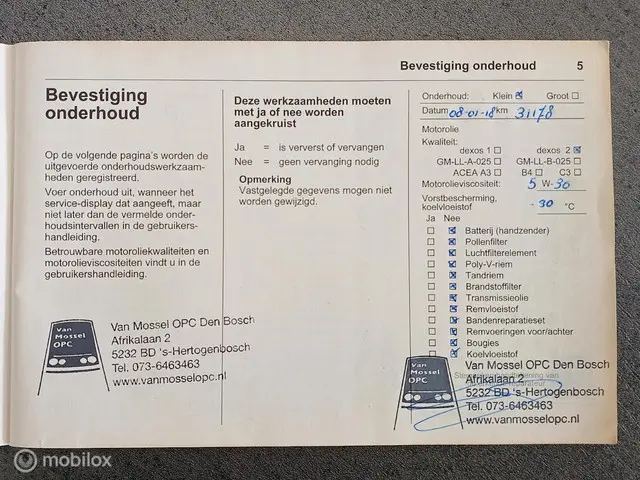 Bevestiging onderhoud 5
Bevestiging
onderhoud
Op de volgende pagina's worden de
uitgevoerde onderhoudswerkzaam-
heden geregistreerd.
Voer onderhoud uit, wanneer het
service-display dat aangeeft, maar
niet later dan de vermelde onder-
houdsintervallen in de gebruikers-
handleiding.
Betrouwbare motoroliekwaliteiten en
motorolieviscositeiten vindt u in de
gebruikershandleiding.
Van Mossel OPC
Van Mossel OPC Den Bosch
Afrikalaan 2
5232 BD 's-Hertogenbosch
Tel. 073-6463463
www.vanmosselopc.nl
Deze werkzaamheden moeten
met ja of nee worden
aangekruist
Ja = is ververst of vervangen
Nee = geen vervanging nodig
Opmerking
Vastgelegde gegevens mogen niet
worden gewijzigd.
Onderhoud: Klein Groot
Datum 08-01-18 km 31178
Motorolie
Kwaliteit:
dexos 1 dexos 2
GM-LL-A-025 GM-LL-B-025
ACEA A3 B4 C3
Motorolieviscositeit: 5 W-30
Vorstbescherming,
koelvloeistof -30 °C
Ja Nee
Batterij (handzender)
Pollenfilter
Luchtfilterelement
Poly-V-riem
Tandriem
Brandstoffilter
Transmissieolie
Remvloeistof
Bandenreparatieset
Remvoeringen voor/achter
Bougies
Koelvloeistof
Van Mossel OPC
Van Mossel OPC Den Bosch
Afrikalaan 2
5232 BD 's-Hertogenbosch
Tel. 073-6463463
www.vanmosselopc.nl
mobilox